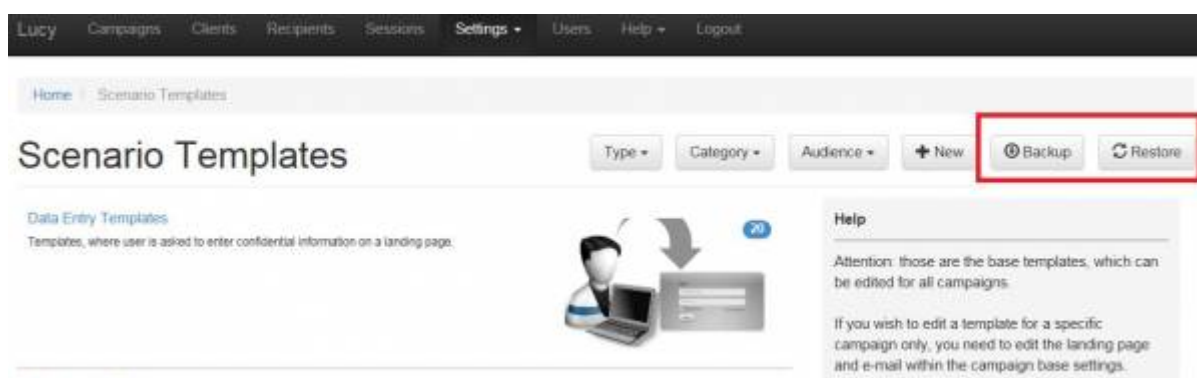 Lucy Campaigns Clients Recipients Sessions Settings Users Help Logout
Home / Scenario Templates
Scenario Templates
Type Category Audience + New Backup Restore
Data Entry Templates
20
Templates, where user is asked to enter confidential information on a landing page.
Help
Attention: those are the base templates, which can
be edited for all campaigns.
If you wish to edit a template for a specific
campaign only, you need to edit the landing page
and e-mail within the campaign base settings.